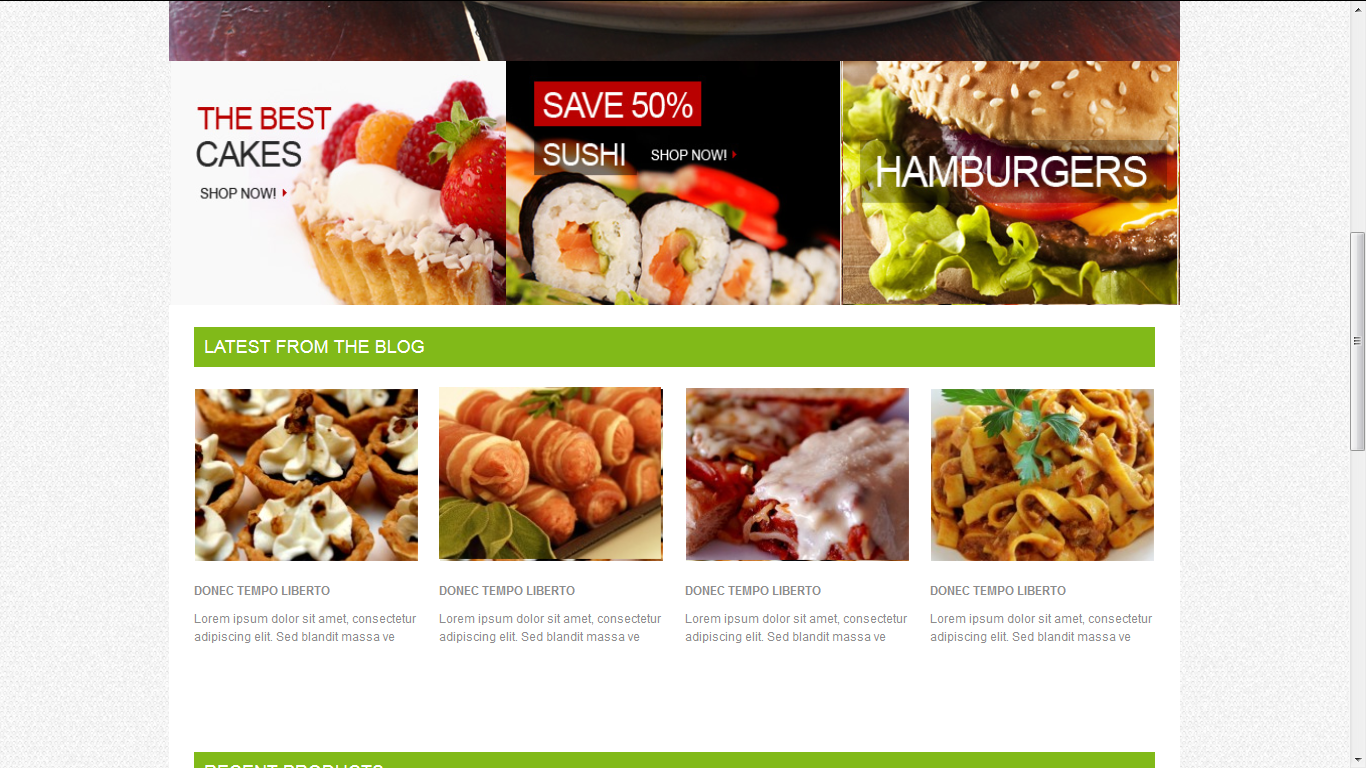 THE BEST
CAKES
SHOP NOW!
SAVE 50%
SUSHI SHOP NOW!
HAMBURGERS
LATEST FROM THE BLOG
DONEC TEMPO LIBERTO
Lorem ipsum dolor sit amet, consectetur
adipiscing elit. Sed blandit massa ve
DONEC TEMPO LIBERTO
Lorem ipsum dolor sit amet, consectetur
adipiscing elit. Sed blandit massa ve
DONEC TEMPO LIBERTO
Lorem ipsum dolor sit amet, consectetur
adipiscing elit. Sed blandit massa ve
DONEC TEMPO LIBERTO
Lorem ipsum dolor sit amet, consectetur
adipiscing elit. Sed blandit massa ve
RECENT PRODUCTS